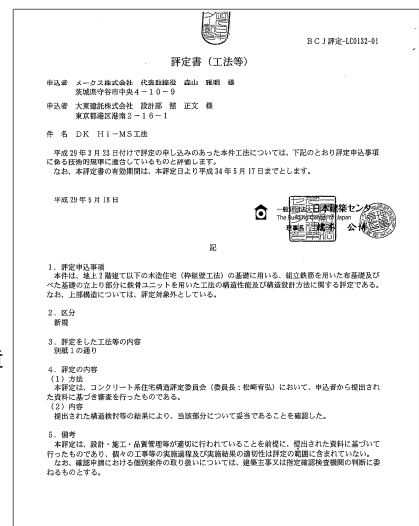 BCJ評定-LC0132-01
評定書（工法等）
申込者 メークス株式会社 代表取締役 森山 雅明 様
茨城県守谷市中央4-10-9
申込者 大東建託株式会社 設計部 舘 正文 様
東京都港区港南2-16-1
件 名 DK Hi-MS工法
平成29年3月23日付けで評定の申し込みのあった本件工法については、下記のとおり評定申込事項
に係る技術的規準に適合しているものと評価します。
なお、本評定書の有効期間は、本評定日より平成34年5月17日までとします。
平成29年5月18日
一般財団法人 日本建築センター
The Building Center of Japan
理事長 橋本 公博
記
1．評定申込事項
本件は、地上2階建て以下の木造住宅（枠組壁工法）の基礎に用いる、組立鉄筋を用いた布基礎及び
べた基礎の立上り部分に鉄骨ユニットを用いた工法の構造性能及び構造設計方法に関する評定である。
なお、上部構造については、評定対象外としている。
2．区分
新規
3．評定をした工法等の内容
別紙1の通り
4．評定の内容
（1）方法
本評定は、コンクリート系住宅構造評定委員会（委員長：松崎育弘）において、申込者から提出され
た資料に基づき審査を行ったものである。
（2）内容
提出された構造検討等の結果により、当該部分について妥当であることを確認した。
5．備考
本評定は、設計・施工・品質管理等が適切に行われていることを前提に、提出された資料に基づいて
行ったものであり、個々の工事等の実施過程及び実施結果の適切性は評定の範囲に含まれていない。
なお、確認申請における個別案件の取り扱いについては、建築主事又は指定確認検査機関の判断に委
ねるものとする。